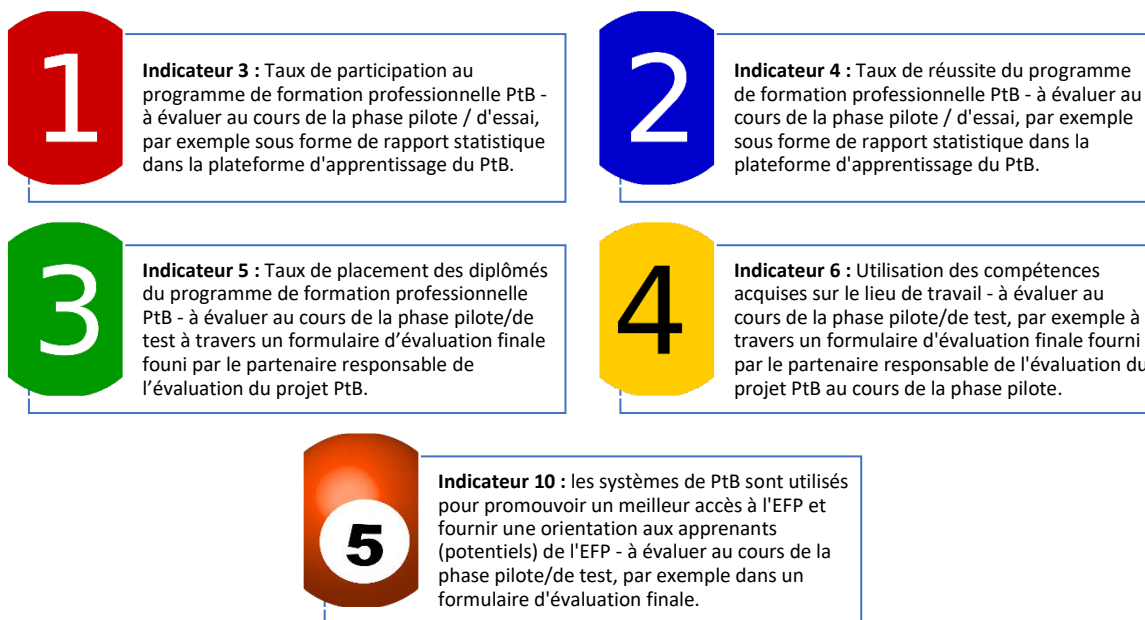 1
Indicateur 3 : Taux de participation au
programme de formation professionnelle PtB -
à évaluer au cours de la phase pilote / d'essai,
par exemple sous forme de rapport statistique
dans la plateforme d'apprentissage du PtB.
2
Indicateur 4 : Taux de réussite du programme
de formation professionnelle PtB - à évaluer au
cours de la phase pilote / d'essai, par exemple
sous forme de rapport statistique dans la
plateforme d'apprentissage du PtB.
3
Indicateur 5 : Taux de placement des diplômés
du programme de formation professionnelle
PtB - à évaluer au cours de la phase pilote/de
test à travers un formulaire d’évaluation finale
founi par le partenaire responsable de
l’évaluation du projet PtB.
4
Indicateur 6 : Utilisation des compétences
acquises sur le lieu de travail - à évaluer au
cours de la phase pilote/de test, par exemple à
travers un formulaire d'évaluation finale fourni
par le partenaire responsable de l'évaluation du
projet PtB au cours de la phase pilote.
5
Indicateur 10 : les systèmes de PtB sont utilisés
pour promouvoir un meilleur accès à l'EFP et
fournir une orientation aux apprenants
(potentiels) de l'EFP - à évaluer au cours de la
phase pilote/de test, par exemple dans un
formulaire d'évaluation finale.